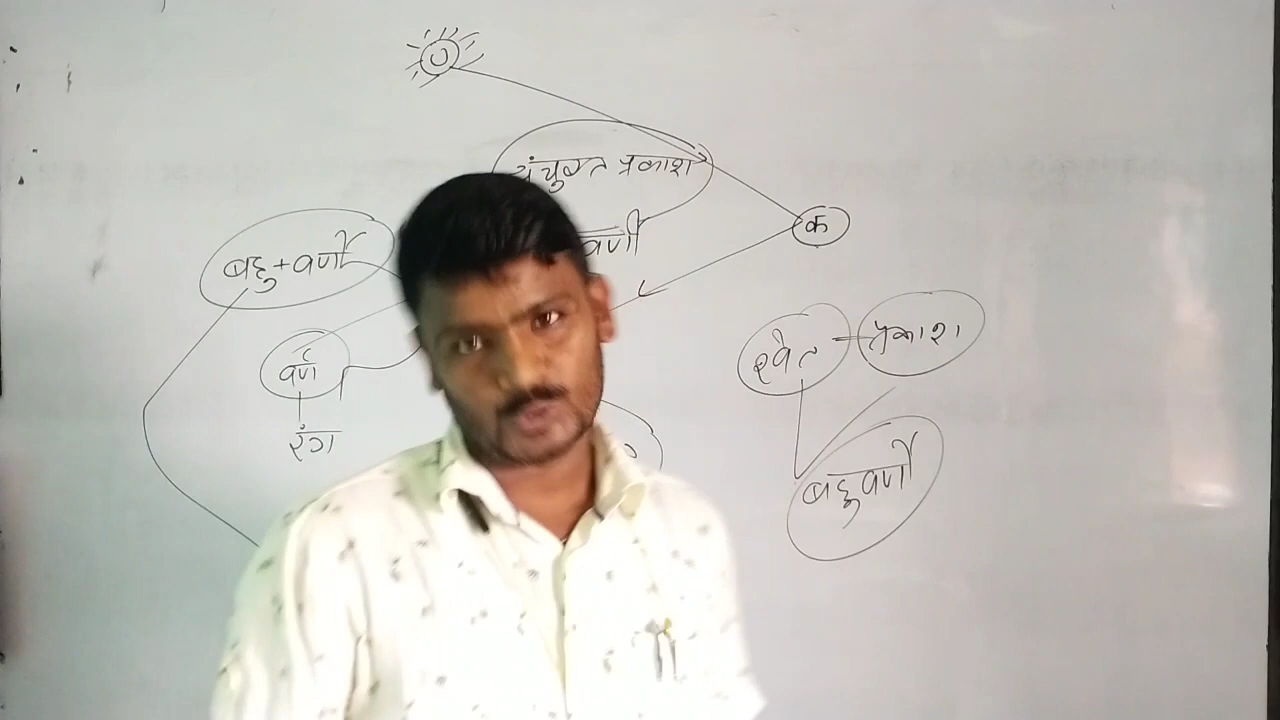 संयुक्त प्रकाश
वर्णी
क
बहु+वर्णी
श्वेत प्रकाश
वर्ण
रंग
बहुवर्णी